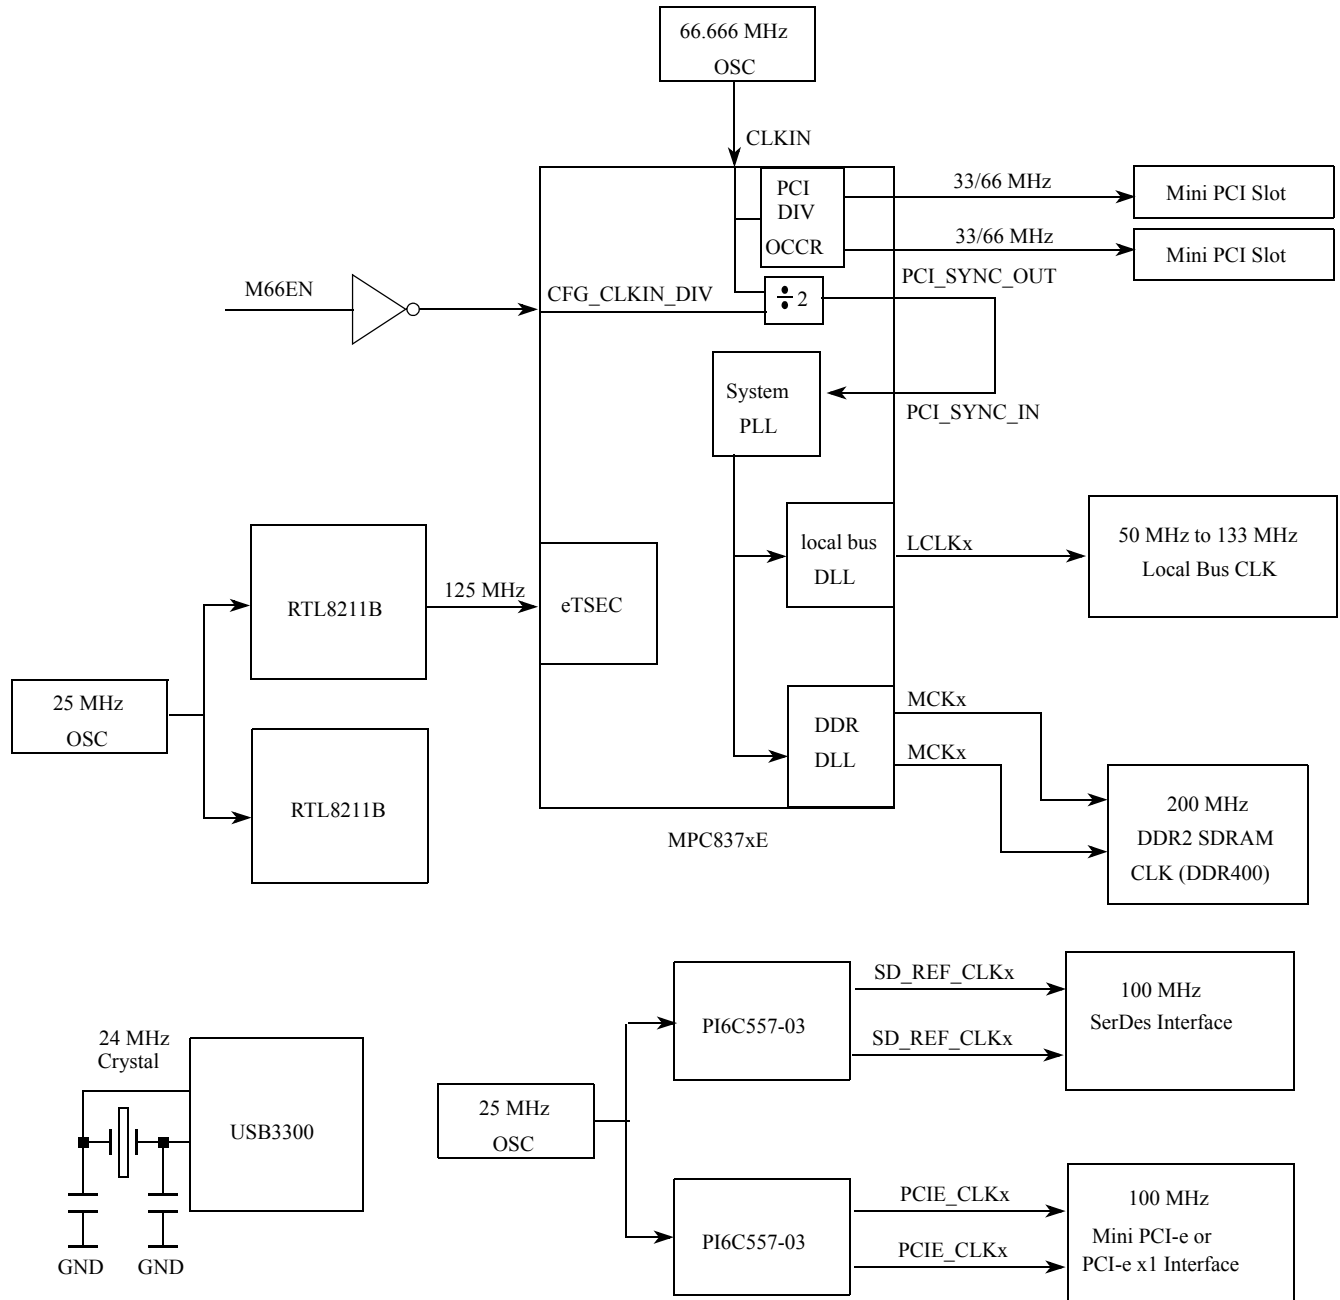 66.666 MHz
OSC
CLKIN
PCI
DIV
OCCR
33/66 MHz
Mini PCI Slot
33/66 MHz
Mini PCI Slot
M66EN
CFG_CLKIN_DIV
÷ 2
PCI_SYNC_OUT
System
PLL
PCI_SYNC_IN
local bus
DLL
LCLKx
50 MHz to 133 MHz
Local Bus CLK
RTL8211B
125 MHz
eTSEC
25 MHz
OSC
RTL8211B
DDR
DLL
MCKx
MCKx
200 MHz
DDR2 SDRAM
CLK (DDR400)
MPC837xE
24 MHz
Crystal
USB3300
GND
GND
25 MHz
OSC
PI6C557-03
SD_REF_CLKx
SD_REF_CLKx
100 MHz
SerDes Interface
PI6C557-03
PCIE_CLKx
PCIE_CLKx
100 MHz
Mini PCI-e or
PCI-e x1 Interface